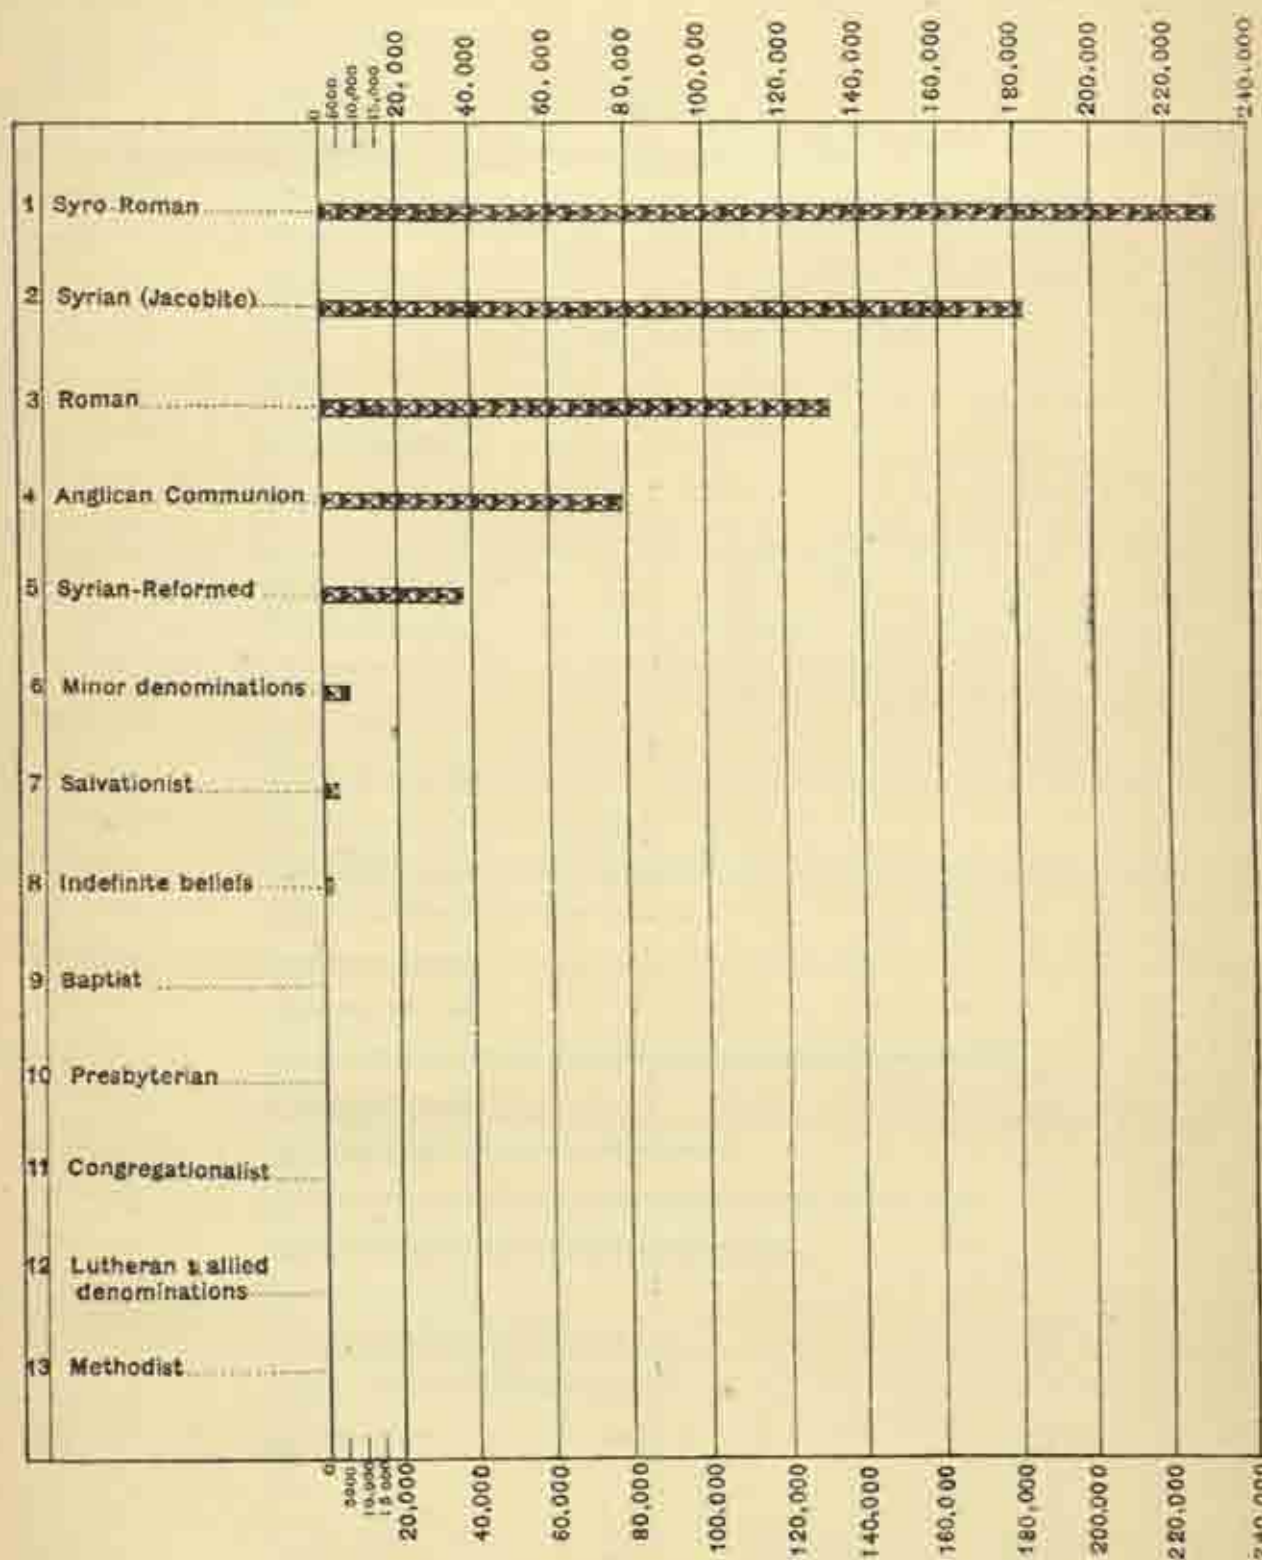 0
5000
10,000
15,000
20,000
40.000
60.000
80,000
100.000
120.000
140,000
160,000
180.000
200.000
220.000
240.000
1 Syro-Roman
2 Syrian (Jacobite)
3 Roman
4 Anglican Communion
5 Syrian-Reformed
6 Minor denominations
7 Salvationist
8 Indefinite beliefs
9 Baptist
10 Presbyterian
11 Congregationalist
12 Lutheran & allied
denominations
13 Methodist
0
5000
10.000
15 000
20,000
40.000
60.000
80,000
100.000
120,000
140.000
160,000
180,000
200.000
220.000
240.000